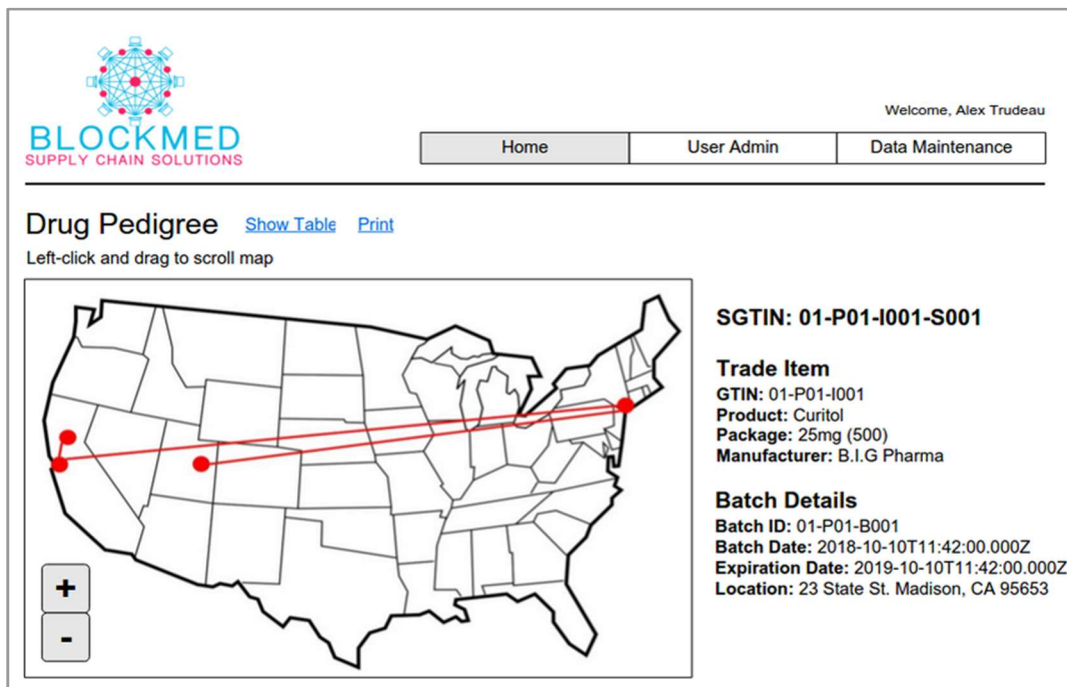 BLOCKMED
SUPPLY CHAIN SOLUTIONS
Welcome, Alex Trudeau
Home
User Admin
Data Maintenance
Drug Pedigree
Show Table
Print
Left-click and drag to scroll map
+
-
SGTIN: 01-P01-I001-S001
Trade Item
GTIN: 01-P01-I001
Product: Curitol
Package: 25mg (500)
Manufacturer: B.I.G Pharma
Batch Details
Batch ID: 01-P01-B001
Batch Date: 2018-10-10T11:42:00.000Z
Expiration Date: 2019-10-10T11:42:00.000Z
Location: 23 State St. Madison, CA 95653